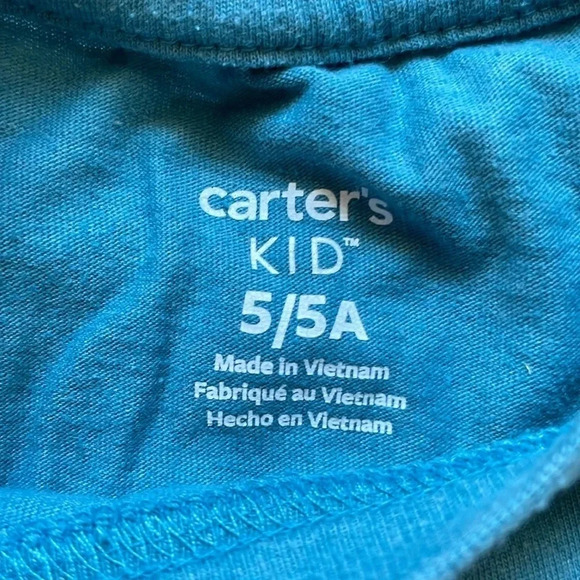 carter's
KID™
5/5A
Made in Vietnam
Fabriqué au Vietnam
Hecho en Vietnam